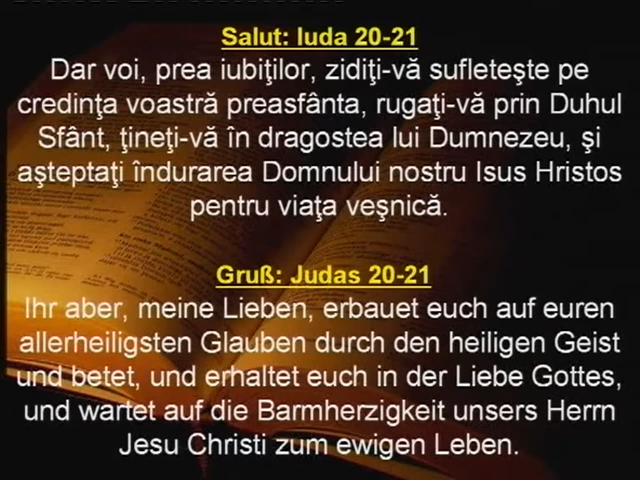 Salut: Iuda 20-21
Dar voi, prea iubiţilor, zidiţi-vă sufleteşte pe
credinţa voastră preasfântă, rugaţi-vă prin Duhul
Sfânt, ţineţi-vă în dragostea lui Dumnezeu, şi
aşteptaţi îndurarea Domnului nostru Isus Hristos
pentru viaţa veşnică.
Gruß: Judas 20-21
Ihr aber, meine Lieben, erbauet euch auf euren
allerheiligsten Glauben durch den heiligen Geist
und betet, und erhaltet euch in der Liebe Gottes,
und wartet auf die Barmherzigkeit unsers Herrn
Jesu Christi zum ewigen Leben.